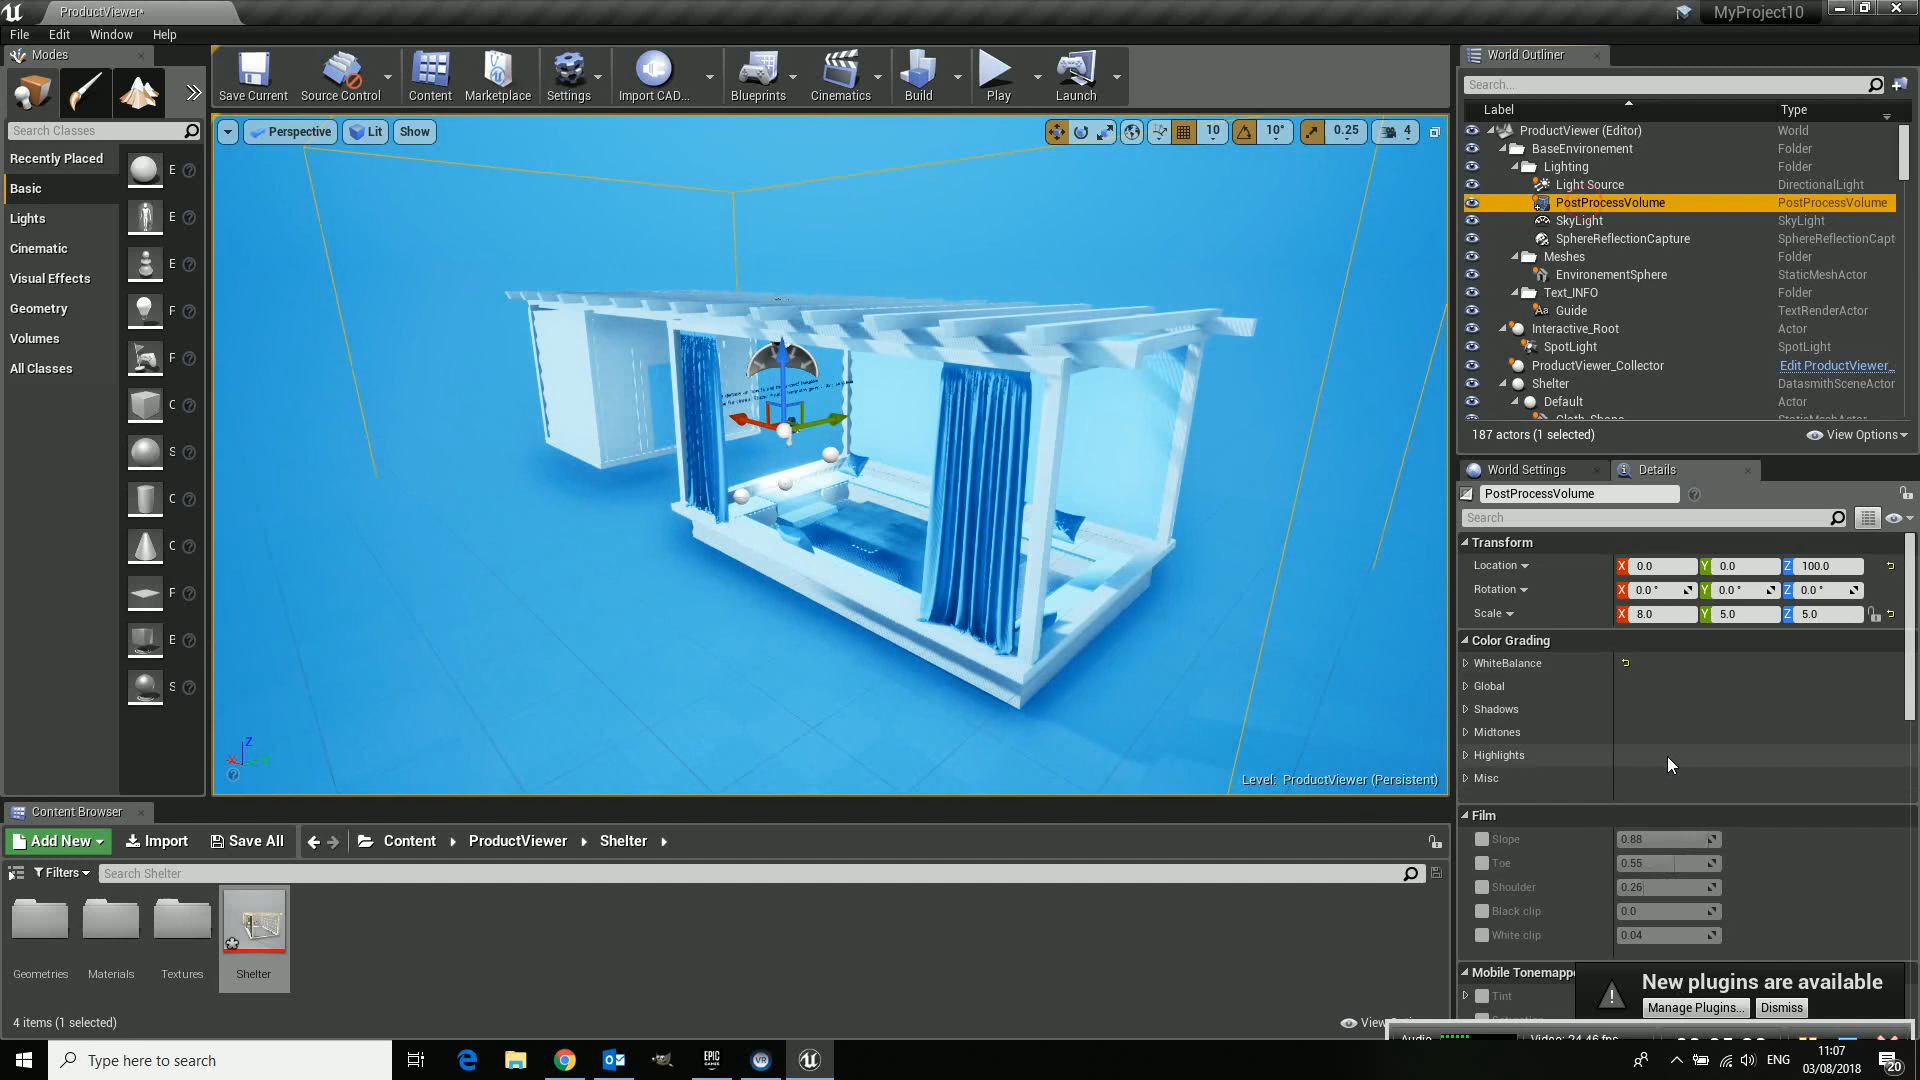 ProductViewer*
MyProject10
File Edit Window Help
Modes
Search Classes
Recently Placed
Basic
Lights
Cinematic
Visual Effects
Geometry
Volumes
All Classes
E
E
E
F
F
C
S
C
C
F
E
S
Save Current Source Control Content Marketplace Settings Import CAD... Blueprints Cinematics Build Play Launch
Perspective Lit Show
10 10° 0.25 4
Level: ProductViewer (Persistent)
World Outliner
Search...
Label Type
ProductViewer (Editor) World
BaseEnvironement Folder
Lighting Folder
Light Source DirectionalLight
PostProcessVolume PostProcessVolume
SkyLight SkyLight
SphereReflectionCapture SphereReflectionCapt
Meshes Folder
EnvironementSphere StaticMeshActor
Text_INFO Folder
Guide TextRenderActor
Interactive_Root Actor
SpotLight SpotLight
ProductViewer_Collector Edit ProductViewer_
Shelter DatasmithSceneActor
Default Actor
187 actors (1 selected) View Options
World Settings Details
PostProcessVolume
Search
Transform
Location X 0.0 Y 0.0 Z 100.0
Rotation X 0.0 ° Y 0.0 ° Z 0.0 °
Scale X 8.0 Y 5.0 Z 5.0
Color Grading
WhiteBalance
Global
Shadows
Midtones
Highlights
Misc
Film
Slope 0.88
Toe 0.55
Shoulder 0.26
Black clip 0.0
White clip 0.04
Mobile Tonemapp
Tint
New plugins are available
Manage Plugins... Dismiss
Content Browser
Add New Import Save All Content ProductViewer Shelter
Filters Search Shelter
Geometries Materials Textures Shelter
4 items (1 selected)
Type here to search
EPIC GAMES
VR
ENG
11:07
03/08/2018
20